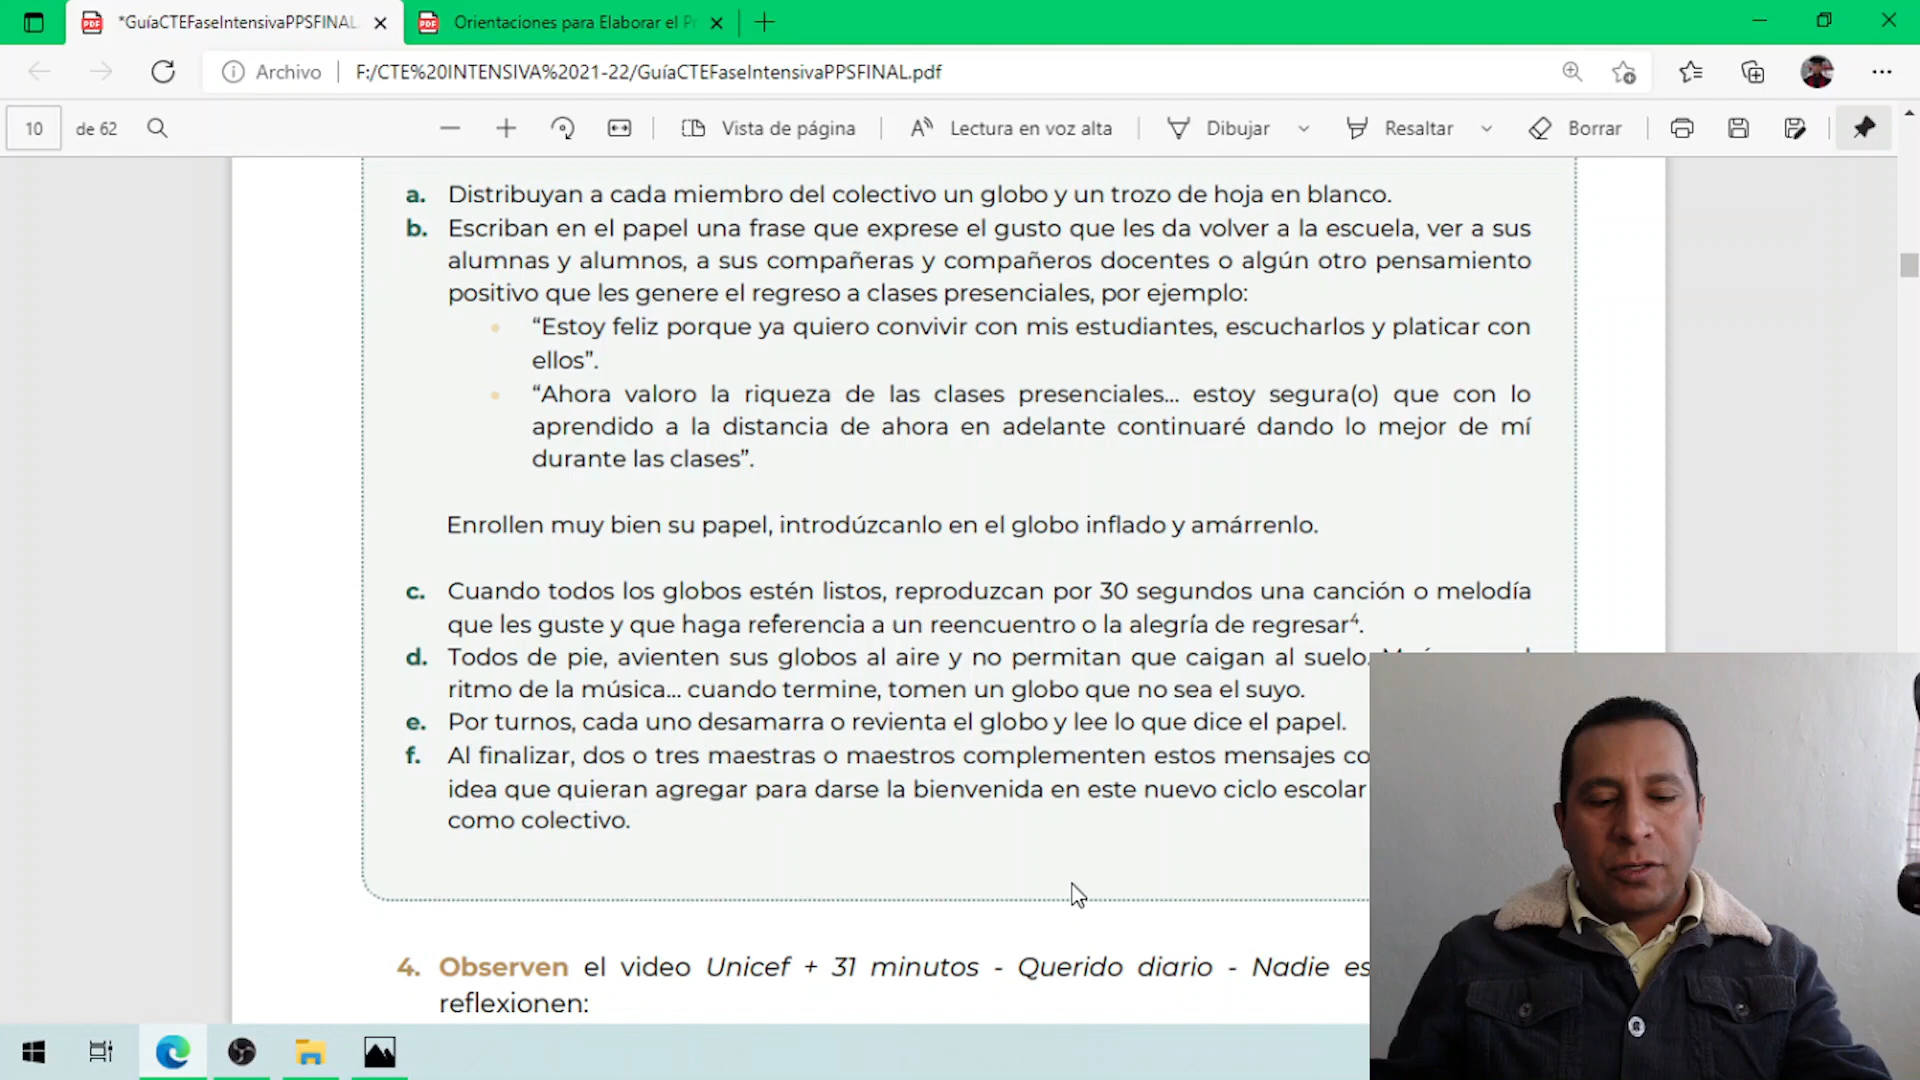 *GuíaCTEFaseIntensivaPPSFINAL
Orientaciones para Elaborar el Pr
Archivo
F:/CTE%20INTENSIVA%2021-22/GuíaCTEFaseIntensivaPPSFINAL.pdf
10 de 62
Vista de página
Lectura en voz alta
Dibujar
Resaltar
Borrar
a. Distribuyan a cada miembro del colectivo un globo y un trozo de hoja en blanco.
b. Escriban en el papel una frase que exprese el gusto que les da volver a la escuela, ver a sus
alumnas y alumnos, a sus compañeras y compañeros docentes o algún otro pensamiento
positivo que les genere el regreso a clases presenciales, por ejemplo:
• “Estoy feliz porque ya quiero convivir con mis estudiantes, escucharlos y platicar con
ellos”.
• “Ahora valoro la riqueza de las clases presenciales... estoy segura(o) que con lo
aprendido a la distancia de ahora en adelante continuaré dando lo mejor de mí
durante las clases”.
Enrollen muy bien su papel, introdúzcanlo en el globo inflado y amárrenlo.
c. Cuando todos los globos estén listos, reproduzcan por 30 segundos una canción o melodía
que les guste y que haga referencia a un reencuentro o la alegría de regresar⁴.
d. Todos de pie, avienten sus globos al aire y no permitan que caigan al suelo.
ritmo de la música... cuando termine, tomen un globo que no sea el suyo.
e. Por turnos, cada uno desamarra o revienta el globo y lee lo que dice el papel.
f. Al finalizar, dos o tres maestras o maestros complementen estos mensajes co
idea que quieran agregar para darse la bienvenida en este nuevo ciclo escolar
como colectivo.
4. Observen el video Unicef + 31 minutos - Querido diario - Nadie es
reflexionen: